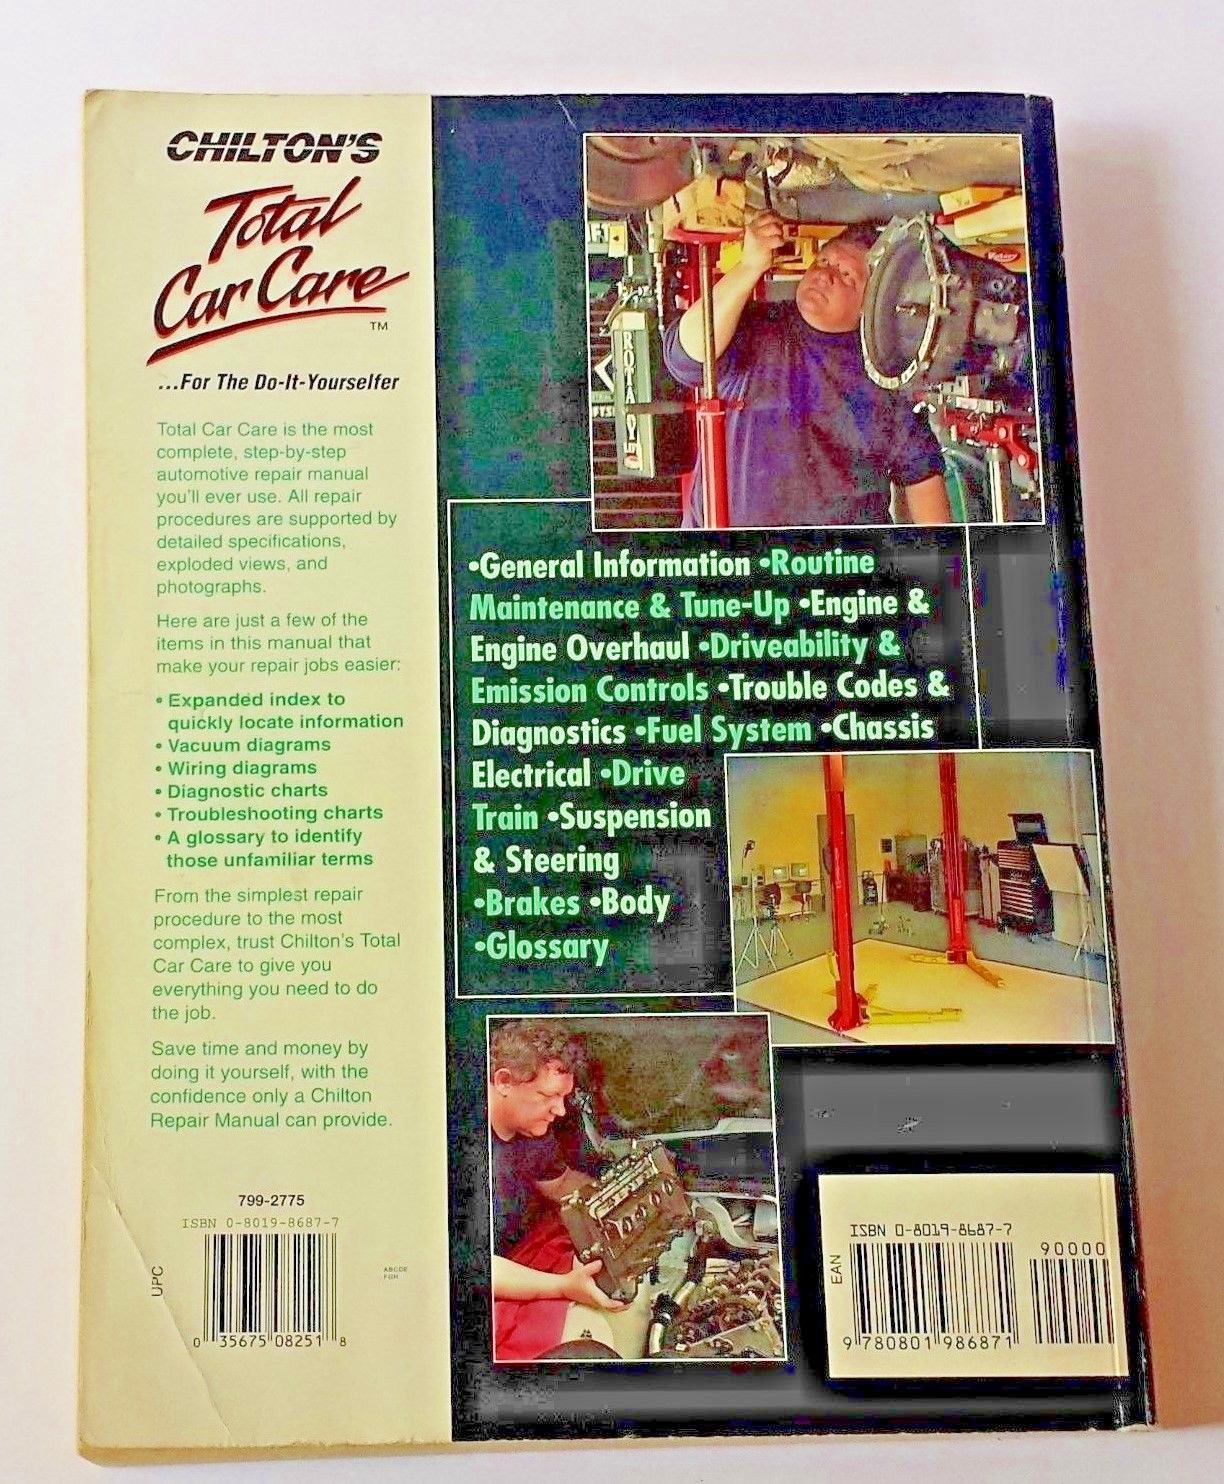 CHILTON'S
Total
Car Care
TM
...For The Do-It-Yourselfer
Total Car Care is the most
complete, step-by-step
automotive repair manual
you'll ever use. All repair
procedures are supported by
detailed specifications,
exploded views, and
photographs.
Here are just a few of the
items in this manual that
make your repair jobs easier:
• Expanded index to
quickly locate information
• Vacuum diagrams
• Wiring diagrams
• Diagnostic charts
• Troubleshooting charts
• A glossary to identify
those unfamiliar terms
From the simplest repair
procedure to the most
complex, trust Chilton's Total
Car Care to give you
everything you need to do
the job.
Save time and money by
doing it yourself, with the
confidence only a Chilton
Repair Manual can provide.
799-2775
ISBN 0-8019-8687-7
UPC
0 35675 08251 8
ABCDE
FGH
ROTARY
•General Information •Routine
Maintenance & Tune-Up •Engine &
Engine Overhaul •Driveability &
Emission Controls •Trouble Codes &
Diagnostics •Fuel System •Chassis
Electrical •Drive
Train •Suspension
& Steering
•Brakes •Body
•Glossary
ISBN 0-8019-8687-7
90000
EAN
9 780801 986871